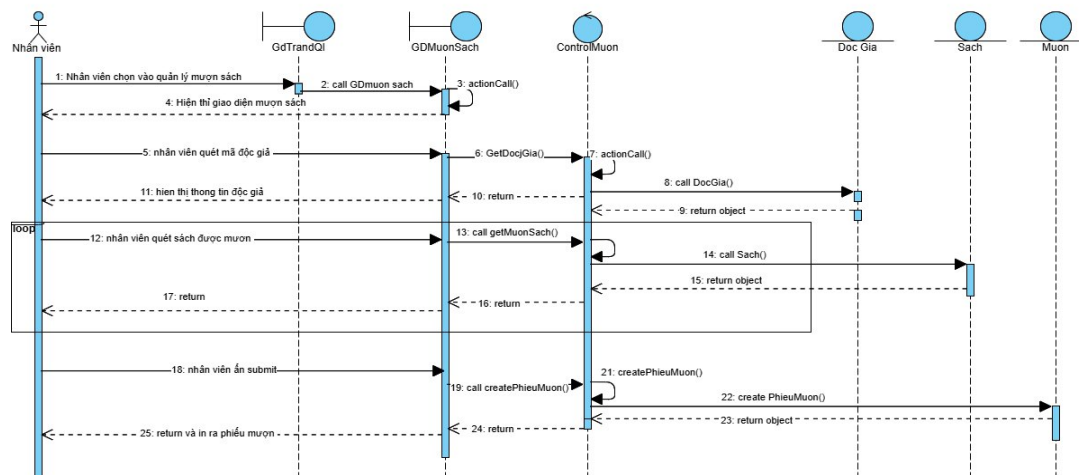 Nhân viên
GdTrandQl
GDMuonSach
ControlMuon
Doc Gia
Sach
Muon
1: Nhân viên chọn vào quản lý mượn sách
2: call GDmuon sach
3: actionCall()
4: Hiện thĩ giao diện mượn sách
5: nhân viên quét mã độc giả
6: GetDocjGia()
7: actionCall()
8: call DocGia()
9: return object
10: return
11: hien thị thong tin độc giả
loop
12: nhân viên quét sách được mươn
13: call getMuonSach()
14: call Sach()
15: return object
16: return
17: return
18: nhân viên ấn submit
19: call createPhieuMuon()
21: createPhieuMuon()
22: create PhieuMuon()
23: return object
24: return
25: return và in ra phiếu mượn